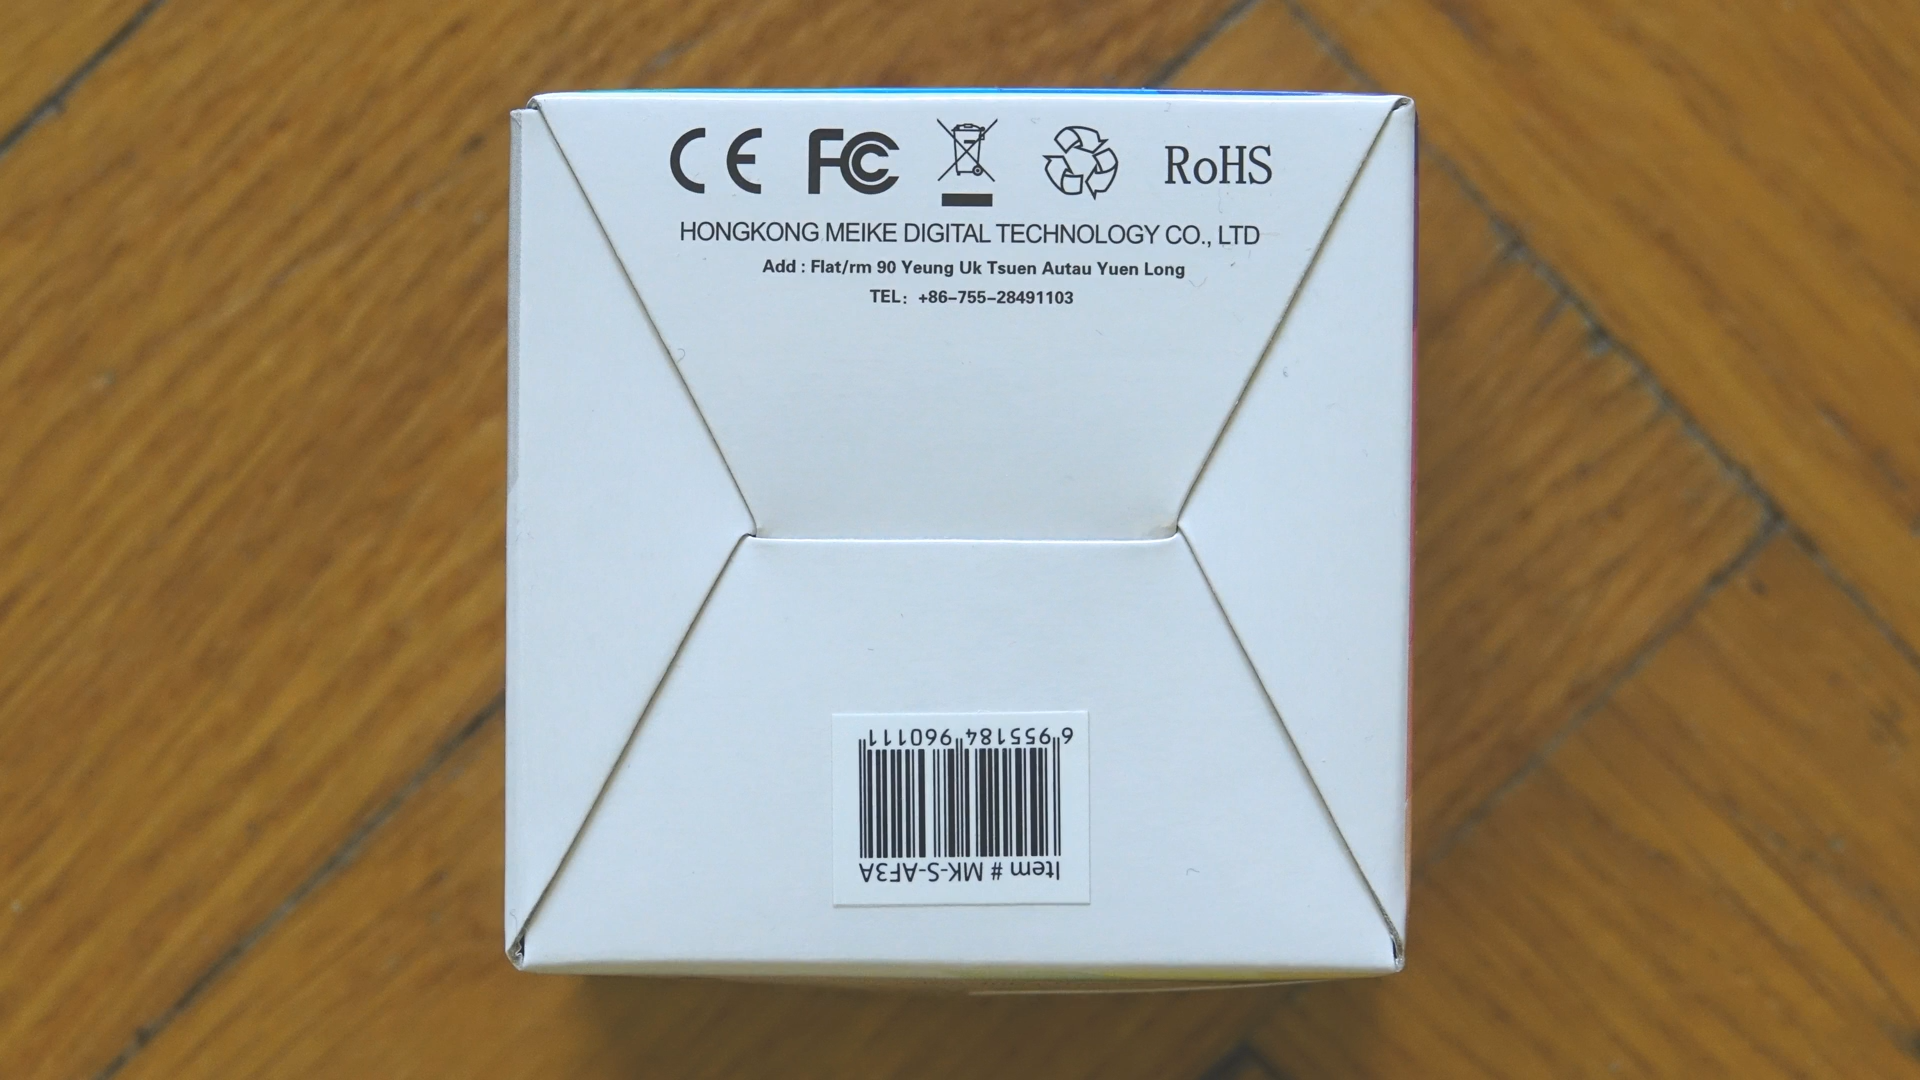 CE FC RoHS
HONGKONG MEIKE DIGITAL TECHNOLOGY CO., LTD
Add : Flat/rm 90 Yeung Uk Tsuen Autau Yuen Long
TEL: +86-755-28491103
Item # MK-S-AF3A
6 955184 960111